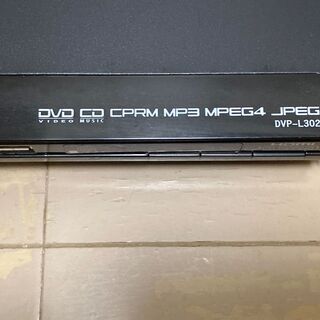 DVD CD CPRM MP3 MPEG4 JPEG
VIDEO MUSIC
DVP-L302